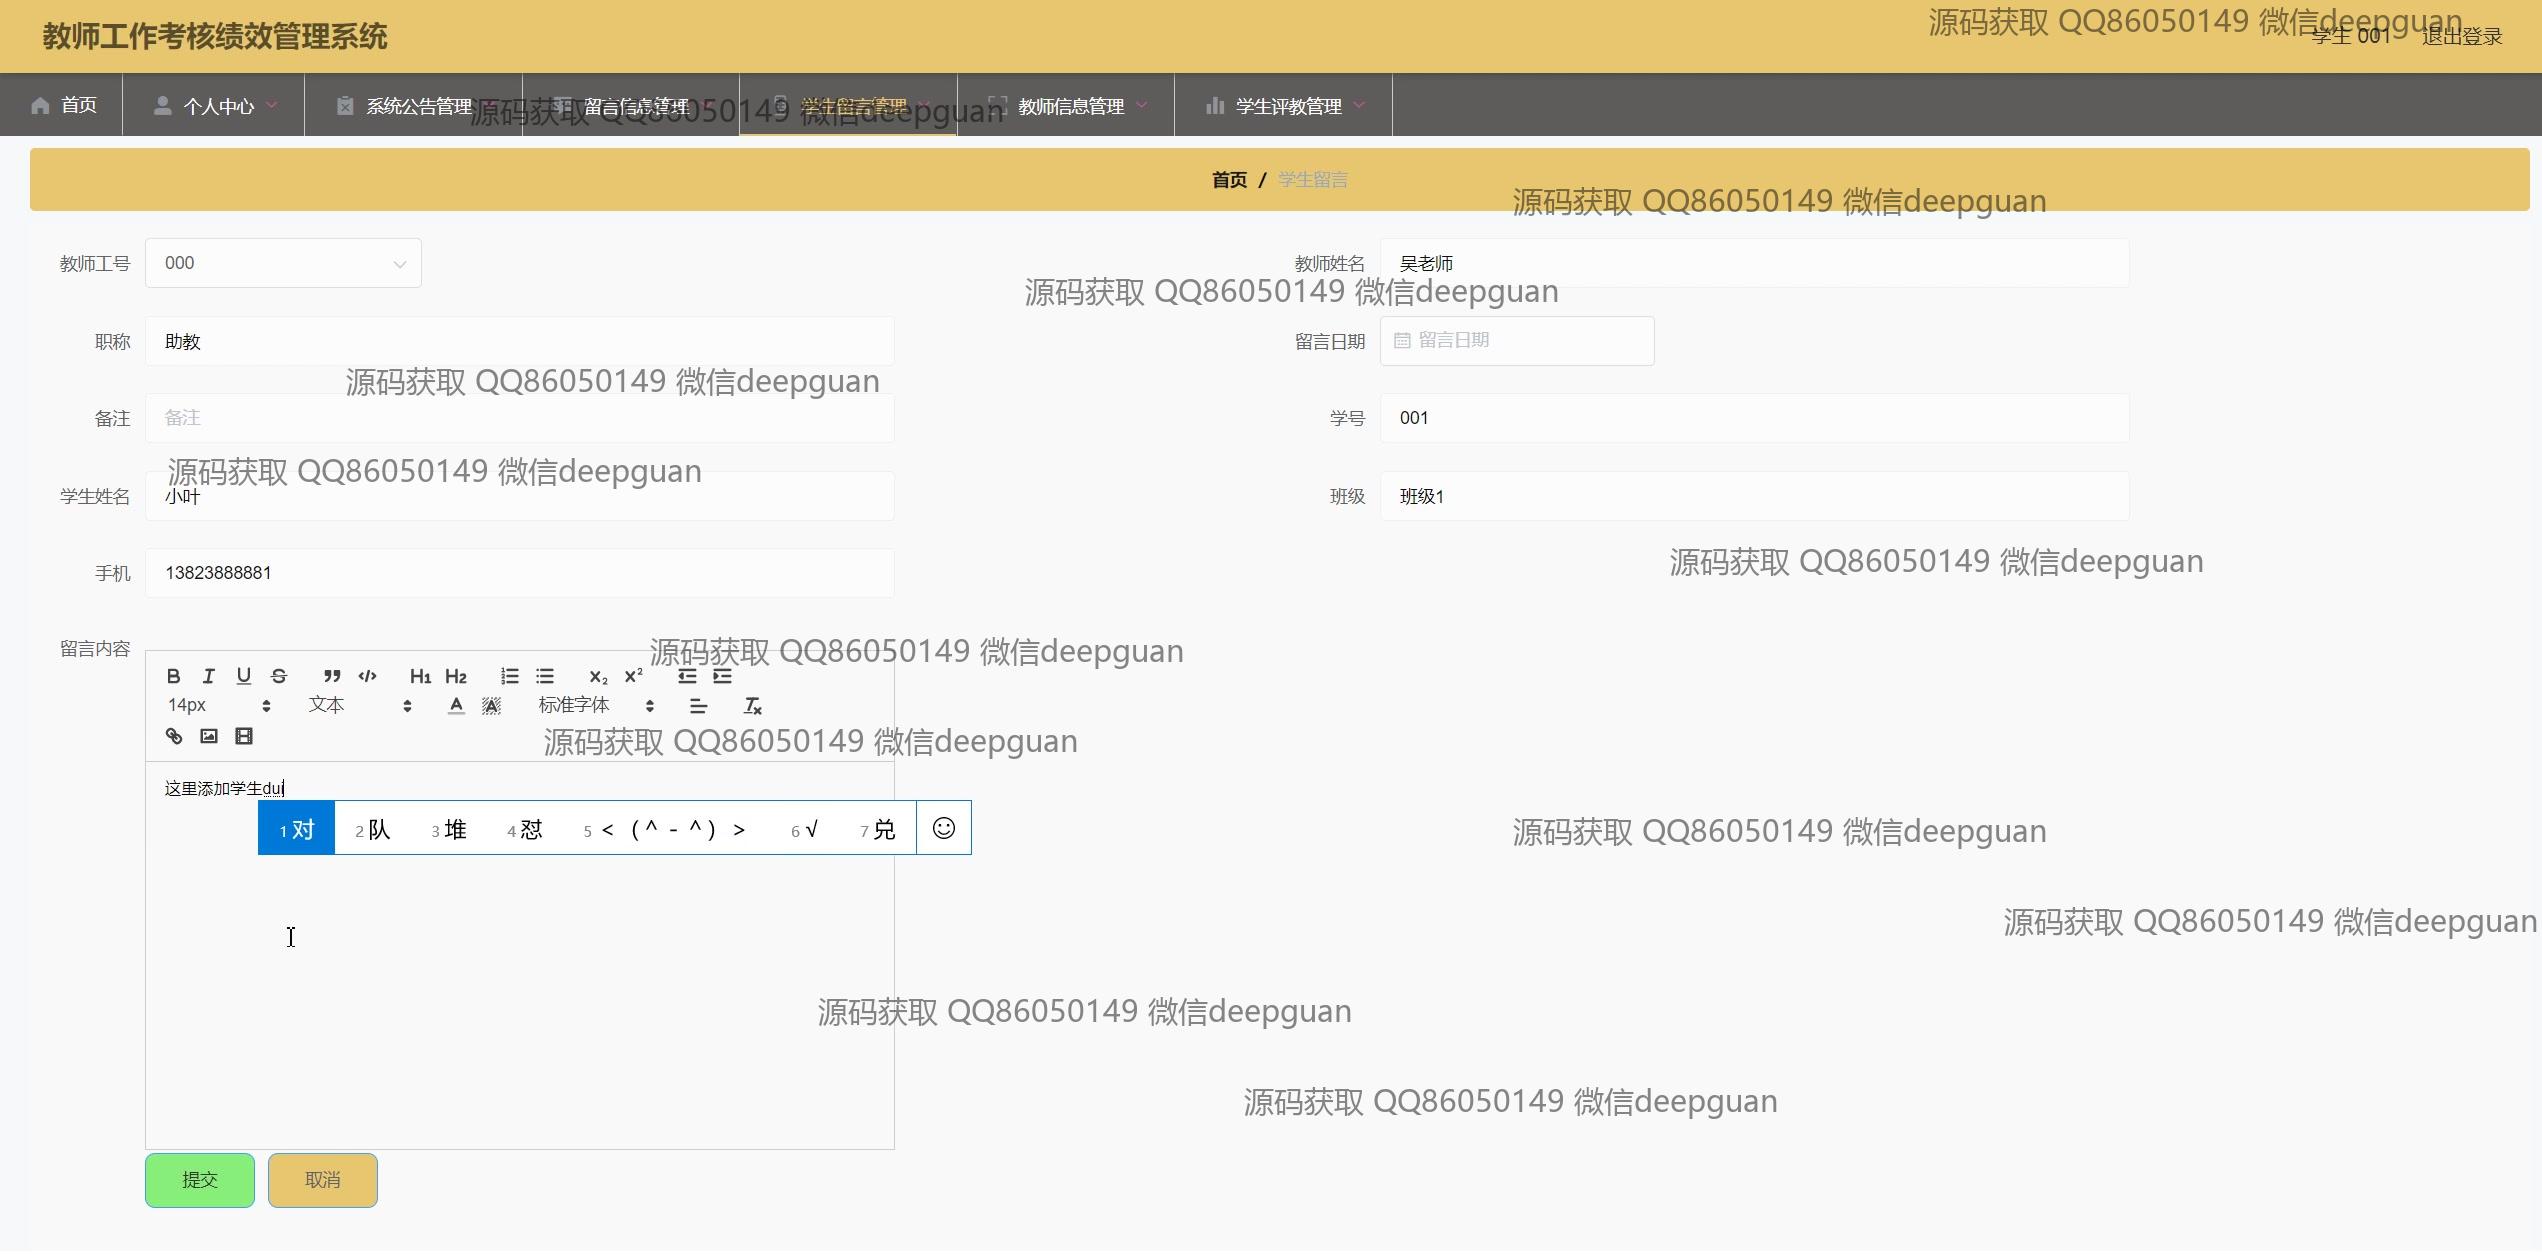 教师工作考核绩效管理系统
源码获取 QQ86050149 微信deepguan
学生 001 退出登录
首页 个人中心 系统公告管理 留言信息管理 学生留言管理 教师信息管理 学生评教管理
源码获取 QQ86050149 微信deepguan
首页 / 学生留言
源码获取 QQ86050149 微信deepguan
教师工号 000 教师姓名 吴老师
源码获取 QQ86050149 微信deepguan
职称 助教 留言日期 留言日期
源码获取 QQ86050149 微信deepguan
备注 备注 学号 001
源码获取 QQ86050149 微信deepguan
学生姓名 小叶 班级 班级1
源码获取 QQ86050149 微信deepguan
手机 13823888881
留言内容
源码获取 QQ86050149 微信deepguan
B I U S H1 H2 x₂ x²
14px 文本 A A 标准字体
源码获取 QQ86050149 微信deepguan
这里添加学生dui
1 对 2 队 3 堆 4 怼 5 < (^ - ^) > 6 √ 7 兑
源码获取 QQ86050149 微信deepguan
源码获取 QQ86050149 微信deepguan
源码获取 QQ86050149 微信deepguan
源码获取 QQ86050149 微信deepguan
提交 取消